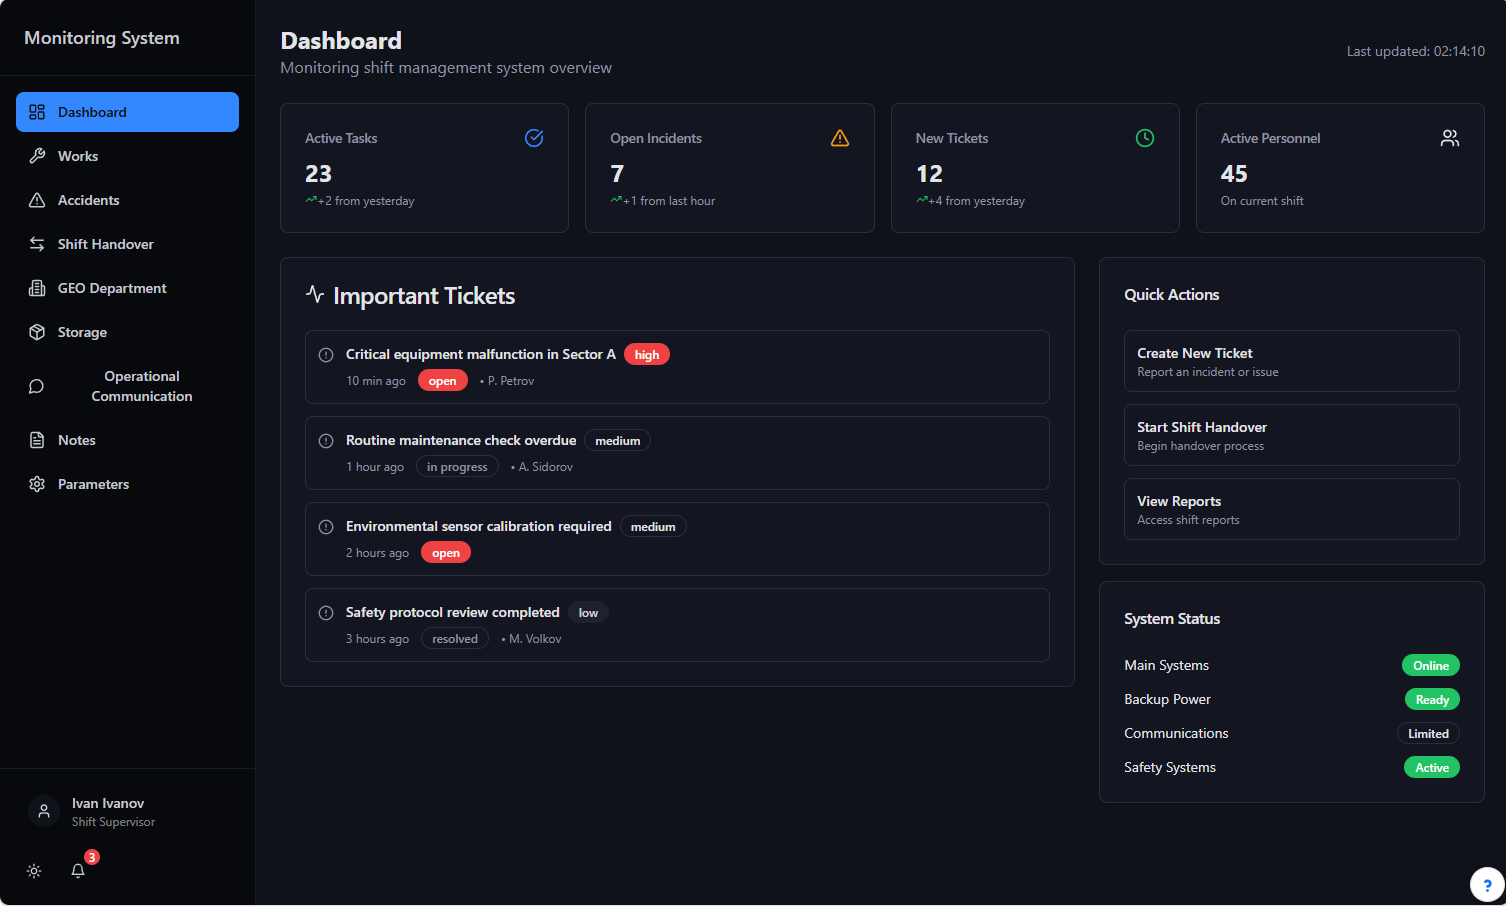 Monitoring System
Dashboard
Works
Accidents
Shift Handover
GEO Department
Storage
Operational
Communication
Notes
Parameters
Ivan Ivanov
Shift Supervisor
3
Dashboard
Monitoring shift management system overview
Last updated: 02:14:10
Active Tasks
23
+2 from yesterday
Open Incidents
7
+1 from last hour
New Tickets
12
+4 from yesterday
Active Personnel
45
On current shift
Important Tickets
Critical equipment malfunction in Sector A high
10 min ago open • P. Petrov
Routine maintenance check overdue medium
1 hour ago in progress • A. Sidorov
Environmental sensor calibration required medium
2 hours ago open
Safety protocol review completed low
3 hours ago resolved • M. Volkov
Quick Actions
Create New Ticket
Report an incident or issue
Start Shift Handover
Begin handover process
View Reports
Access shift reports
System Status
Main Systems Online
Backup Power Ready
Communications Limited
Safety Systems Active
?